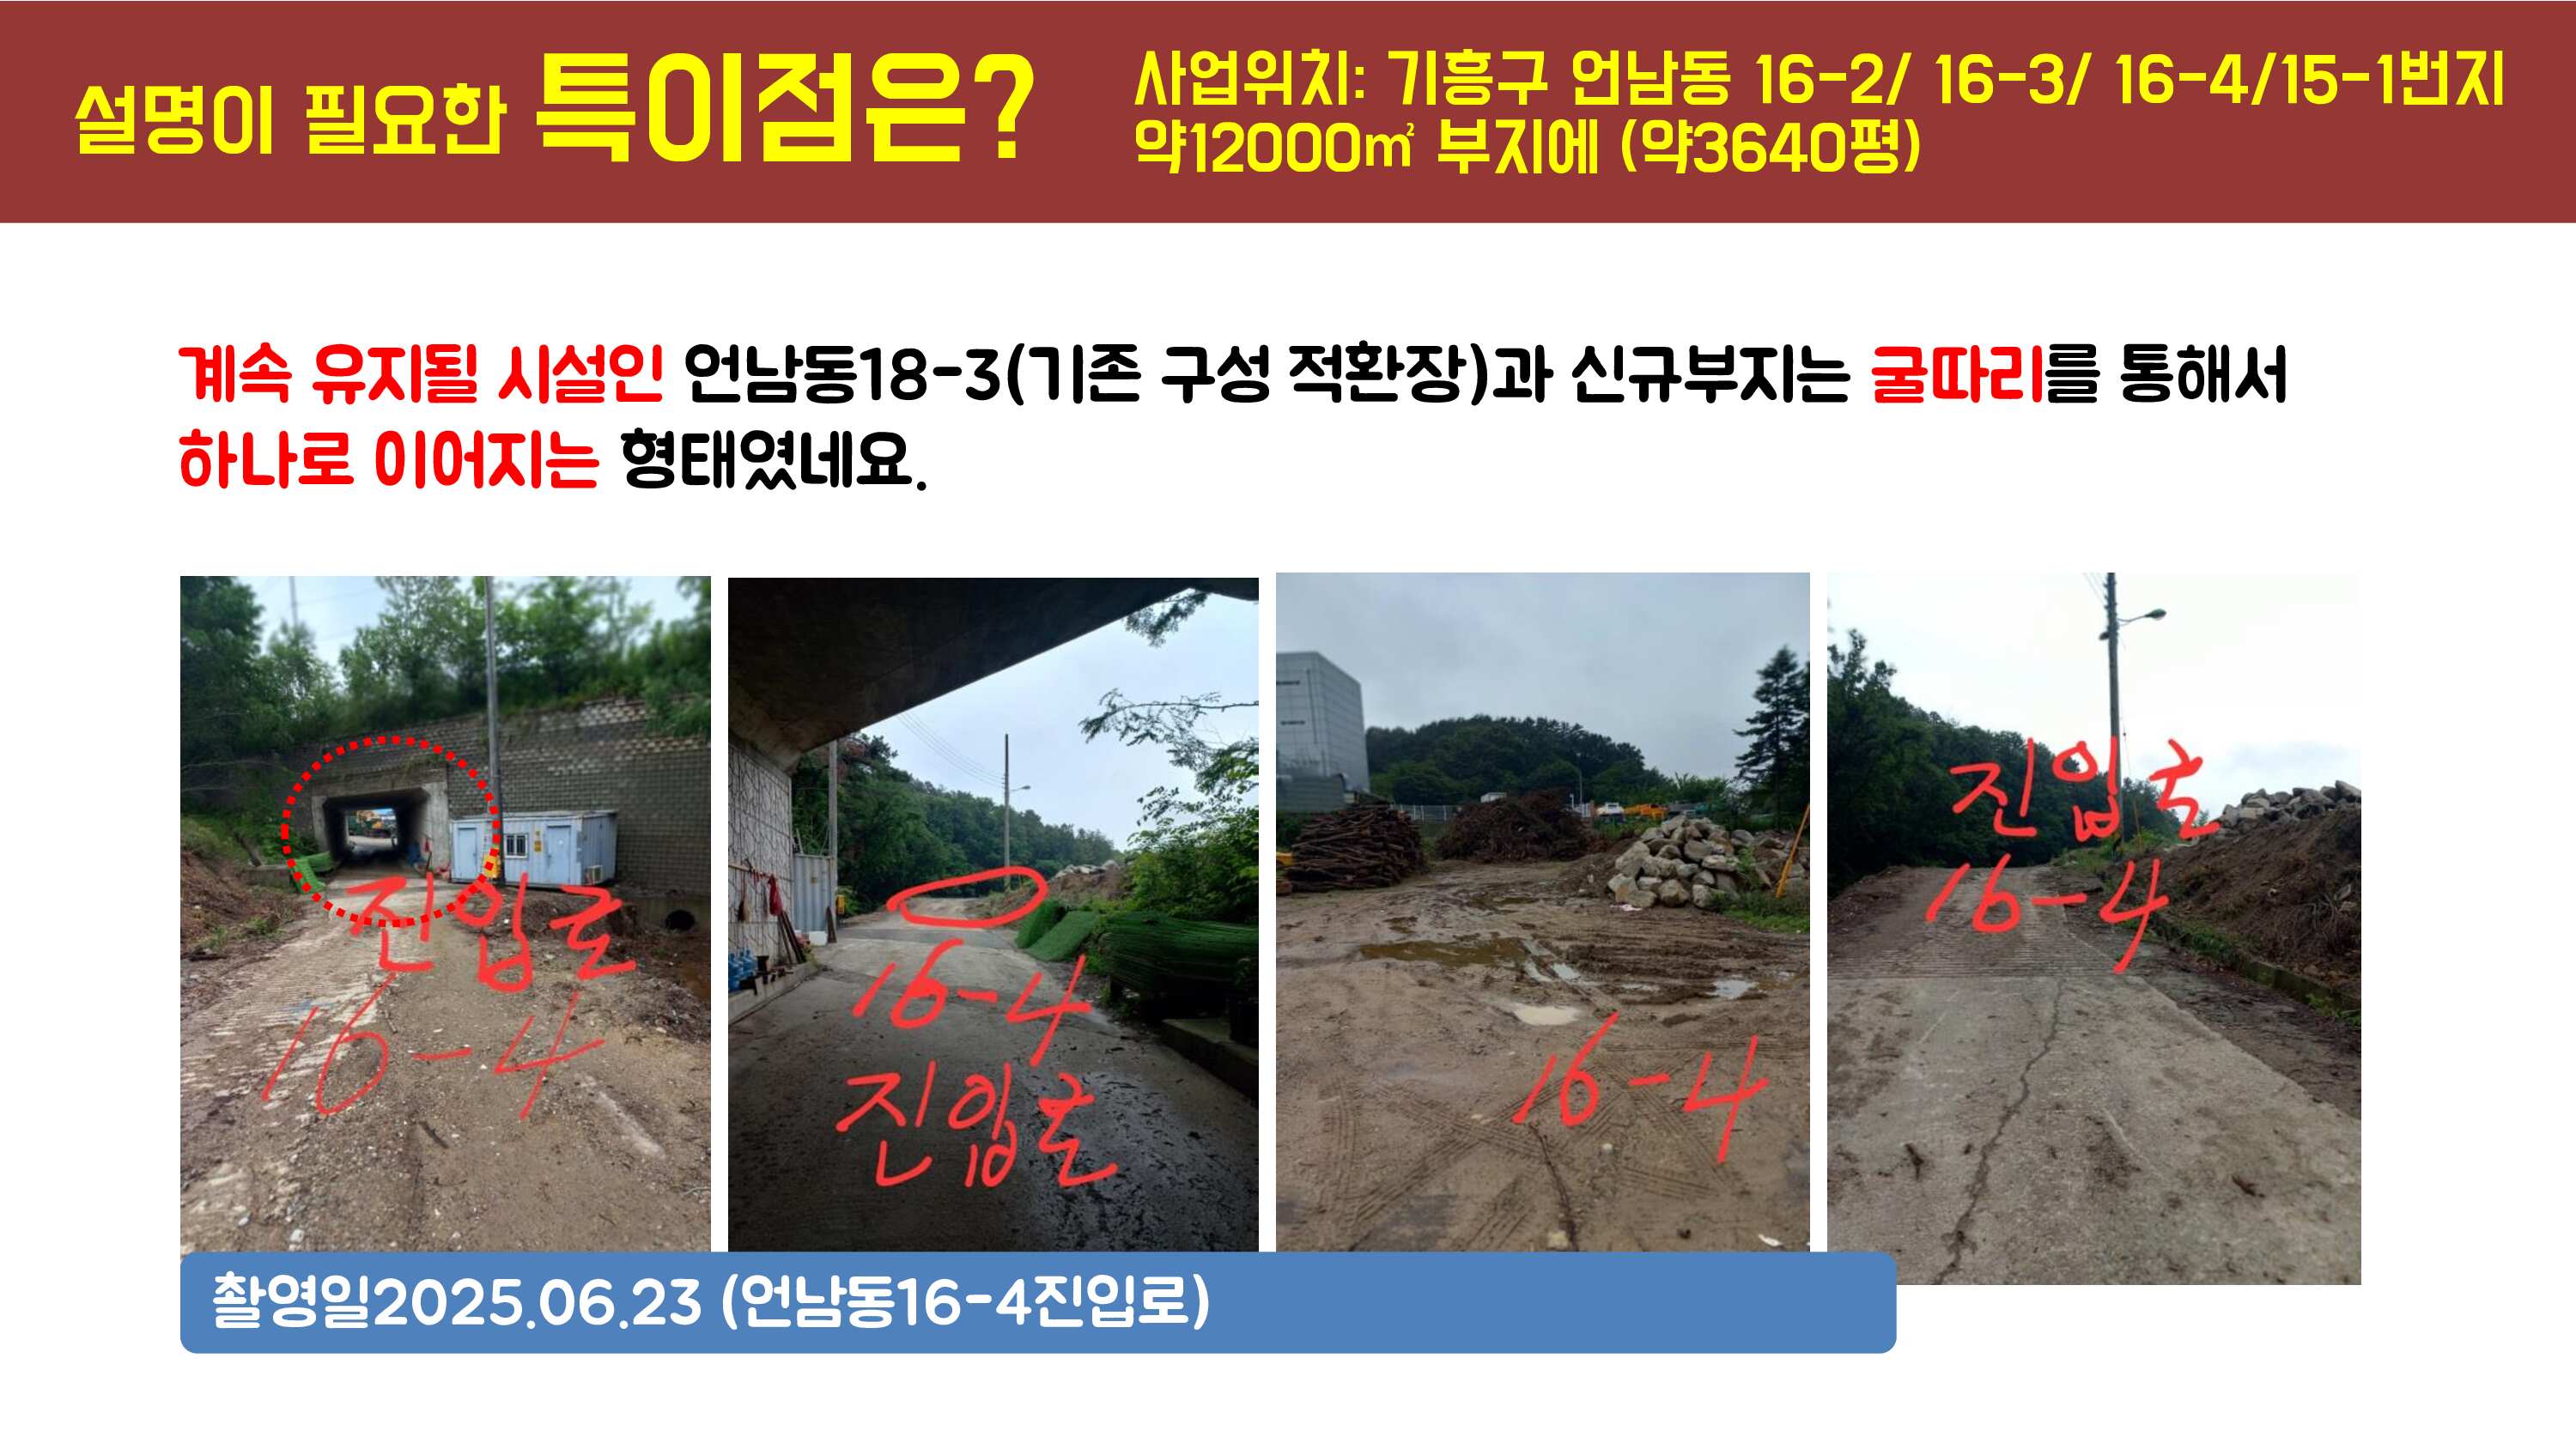 설명이 필요한 특이점은?
사업위치: 기흥구 언남동 16-2/ 16-3/ 16-4/15-1번지
약12000㎡ 부지에 (약3640평)
계속 유지될 시설인 언남동18-3(기존 구성 적환장)과 신규부지는 굴따리를 통해서
하나로 이어지는 형태였네요.
진입로
16-4
16-4
진입로
16-4
진입로
16-4
촬영일2025.06.23 (언남동16-4진입로)